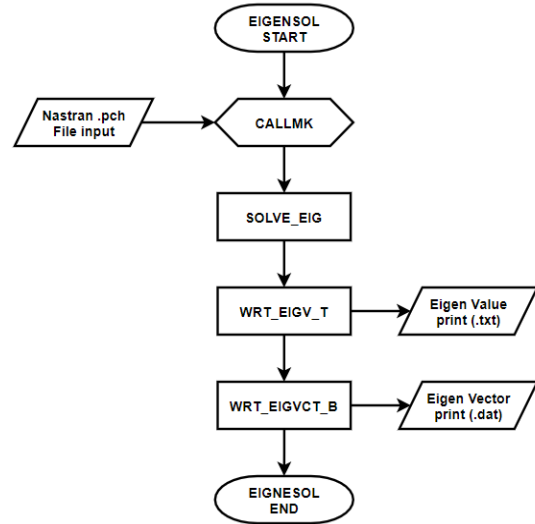 EIGENSOL
START
Nastran .pch
File input
CALLMK
SOLVE_EIG
WRT_EIGV_T
Eigen Value
print (.txt)
WRT_EIGVCT_B
Eigen Vector
print (.dat)
EIGNESOL
END